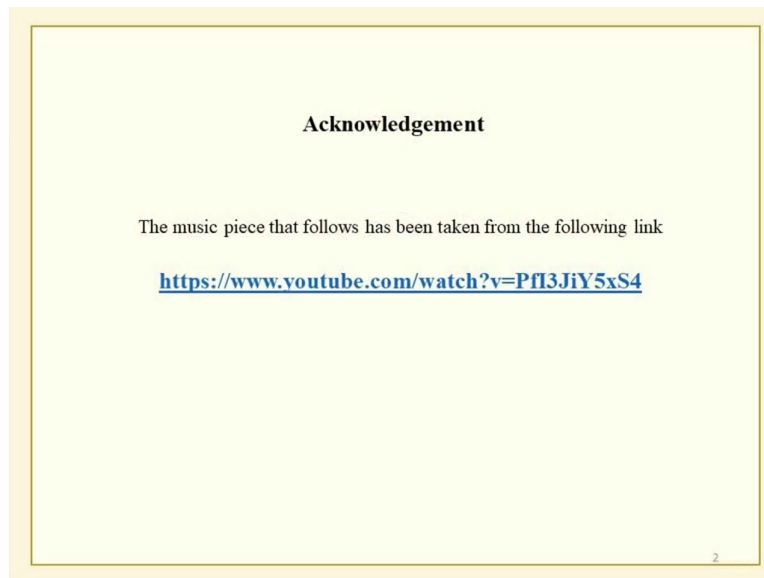 Acknowledgement
The music piece that follows has been taken from the following link
https://www.youtube.com/watch?v=PfI3JiY5xS4
2